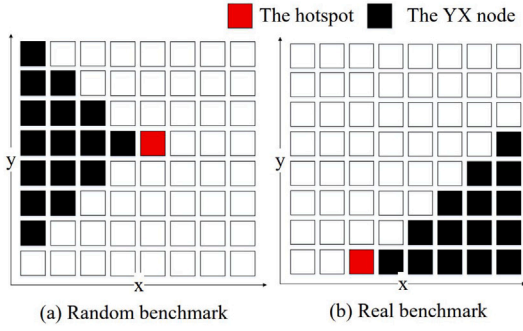 The hotspot The YX node
y
x
(a) Random benchmark
y
x
(b) Real benchmark